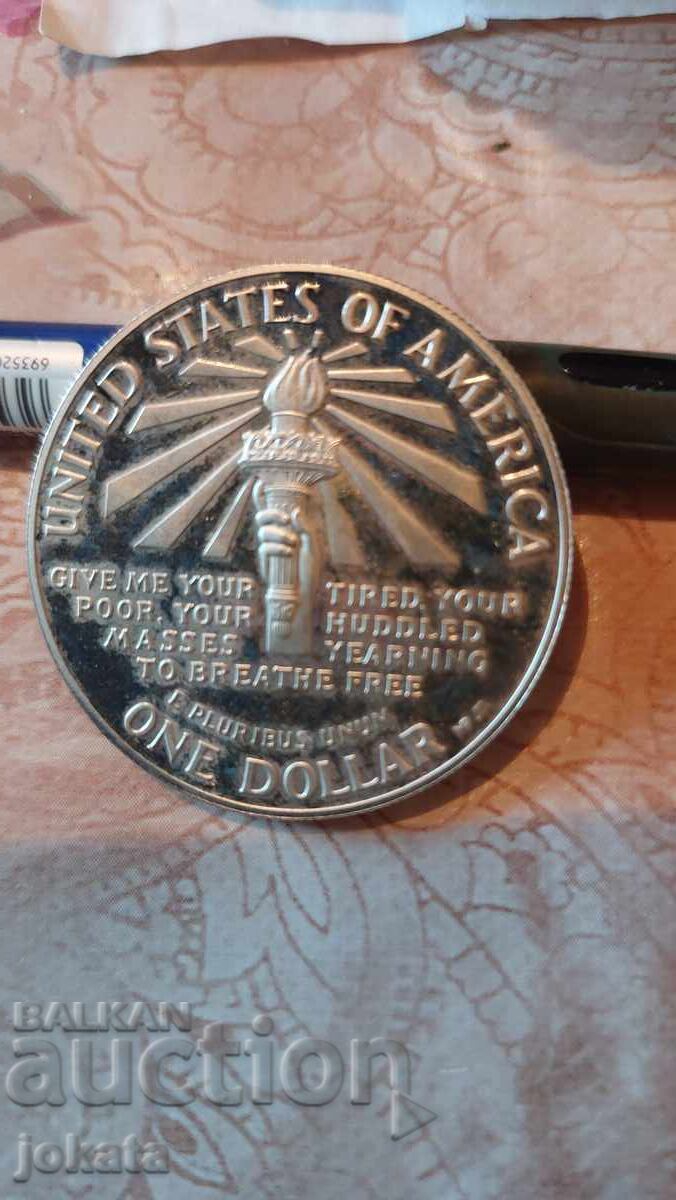 UNITED STATES OF AMERICA
GIVE ME YOUR TIRED, YOUR
POOR, YOUR HUDDLED
MASSES YEARNING
TO BREATHE FREE
E PLURIBUS UNUM
ONE DOLLAR
BALKAN
auction
jokata